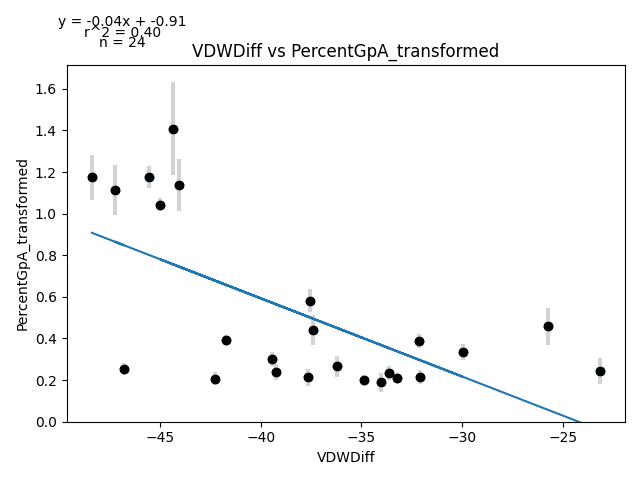 y = -0.04x + -0.91
r^2 = 0.40
n = 24
VDWDiff vs PercentGpA_transformed
1.6
1.4
1.2
1.0
0.8
0.6
0.4
0.2
0.0
PercentGpA_transformed
−45
−40
−35
−30
−25
VDWDiff